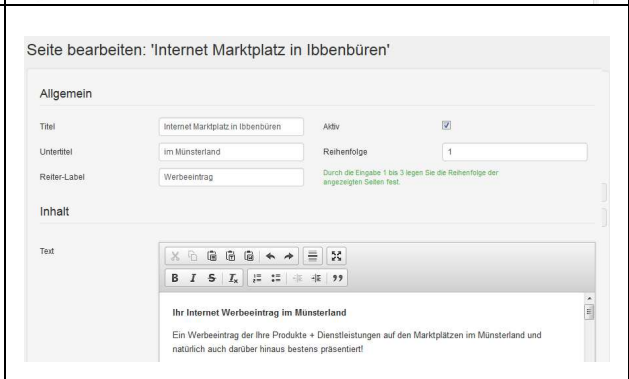 Seite bearbeiten: 'Internet Marktplatz in Ibbenbüren'
Allgemein
Titel
Internet Marktplatz in Ibbenbüren
Aktiv
Untertitel
im Münsterland
Reihenfolge
1
Reiter-Label
Werbeeintrag
Durch die Eingabe 1 bis 3 legen Sie die Reihenfolge der
angezeigten Seiten fest.
Inhalt
Text
B I S Ix
Ihr Internet Werbeeintrag im Münsterland
Ein Werbeeintrag der Ihre Produkte + Dienstleistungen auf den Marktplätzen im Münsterland und
natürlich auch darüber hinaus bestens präsentiert!